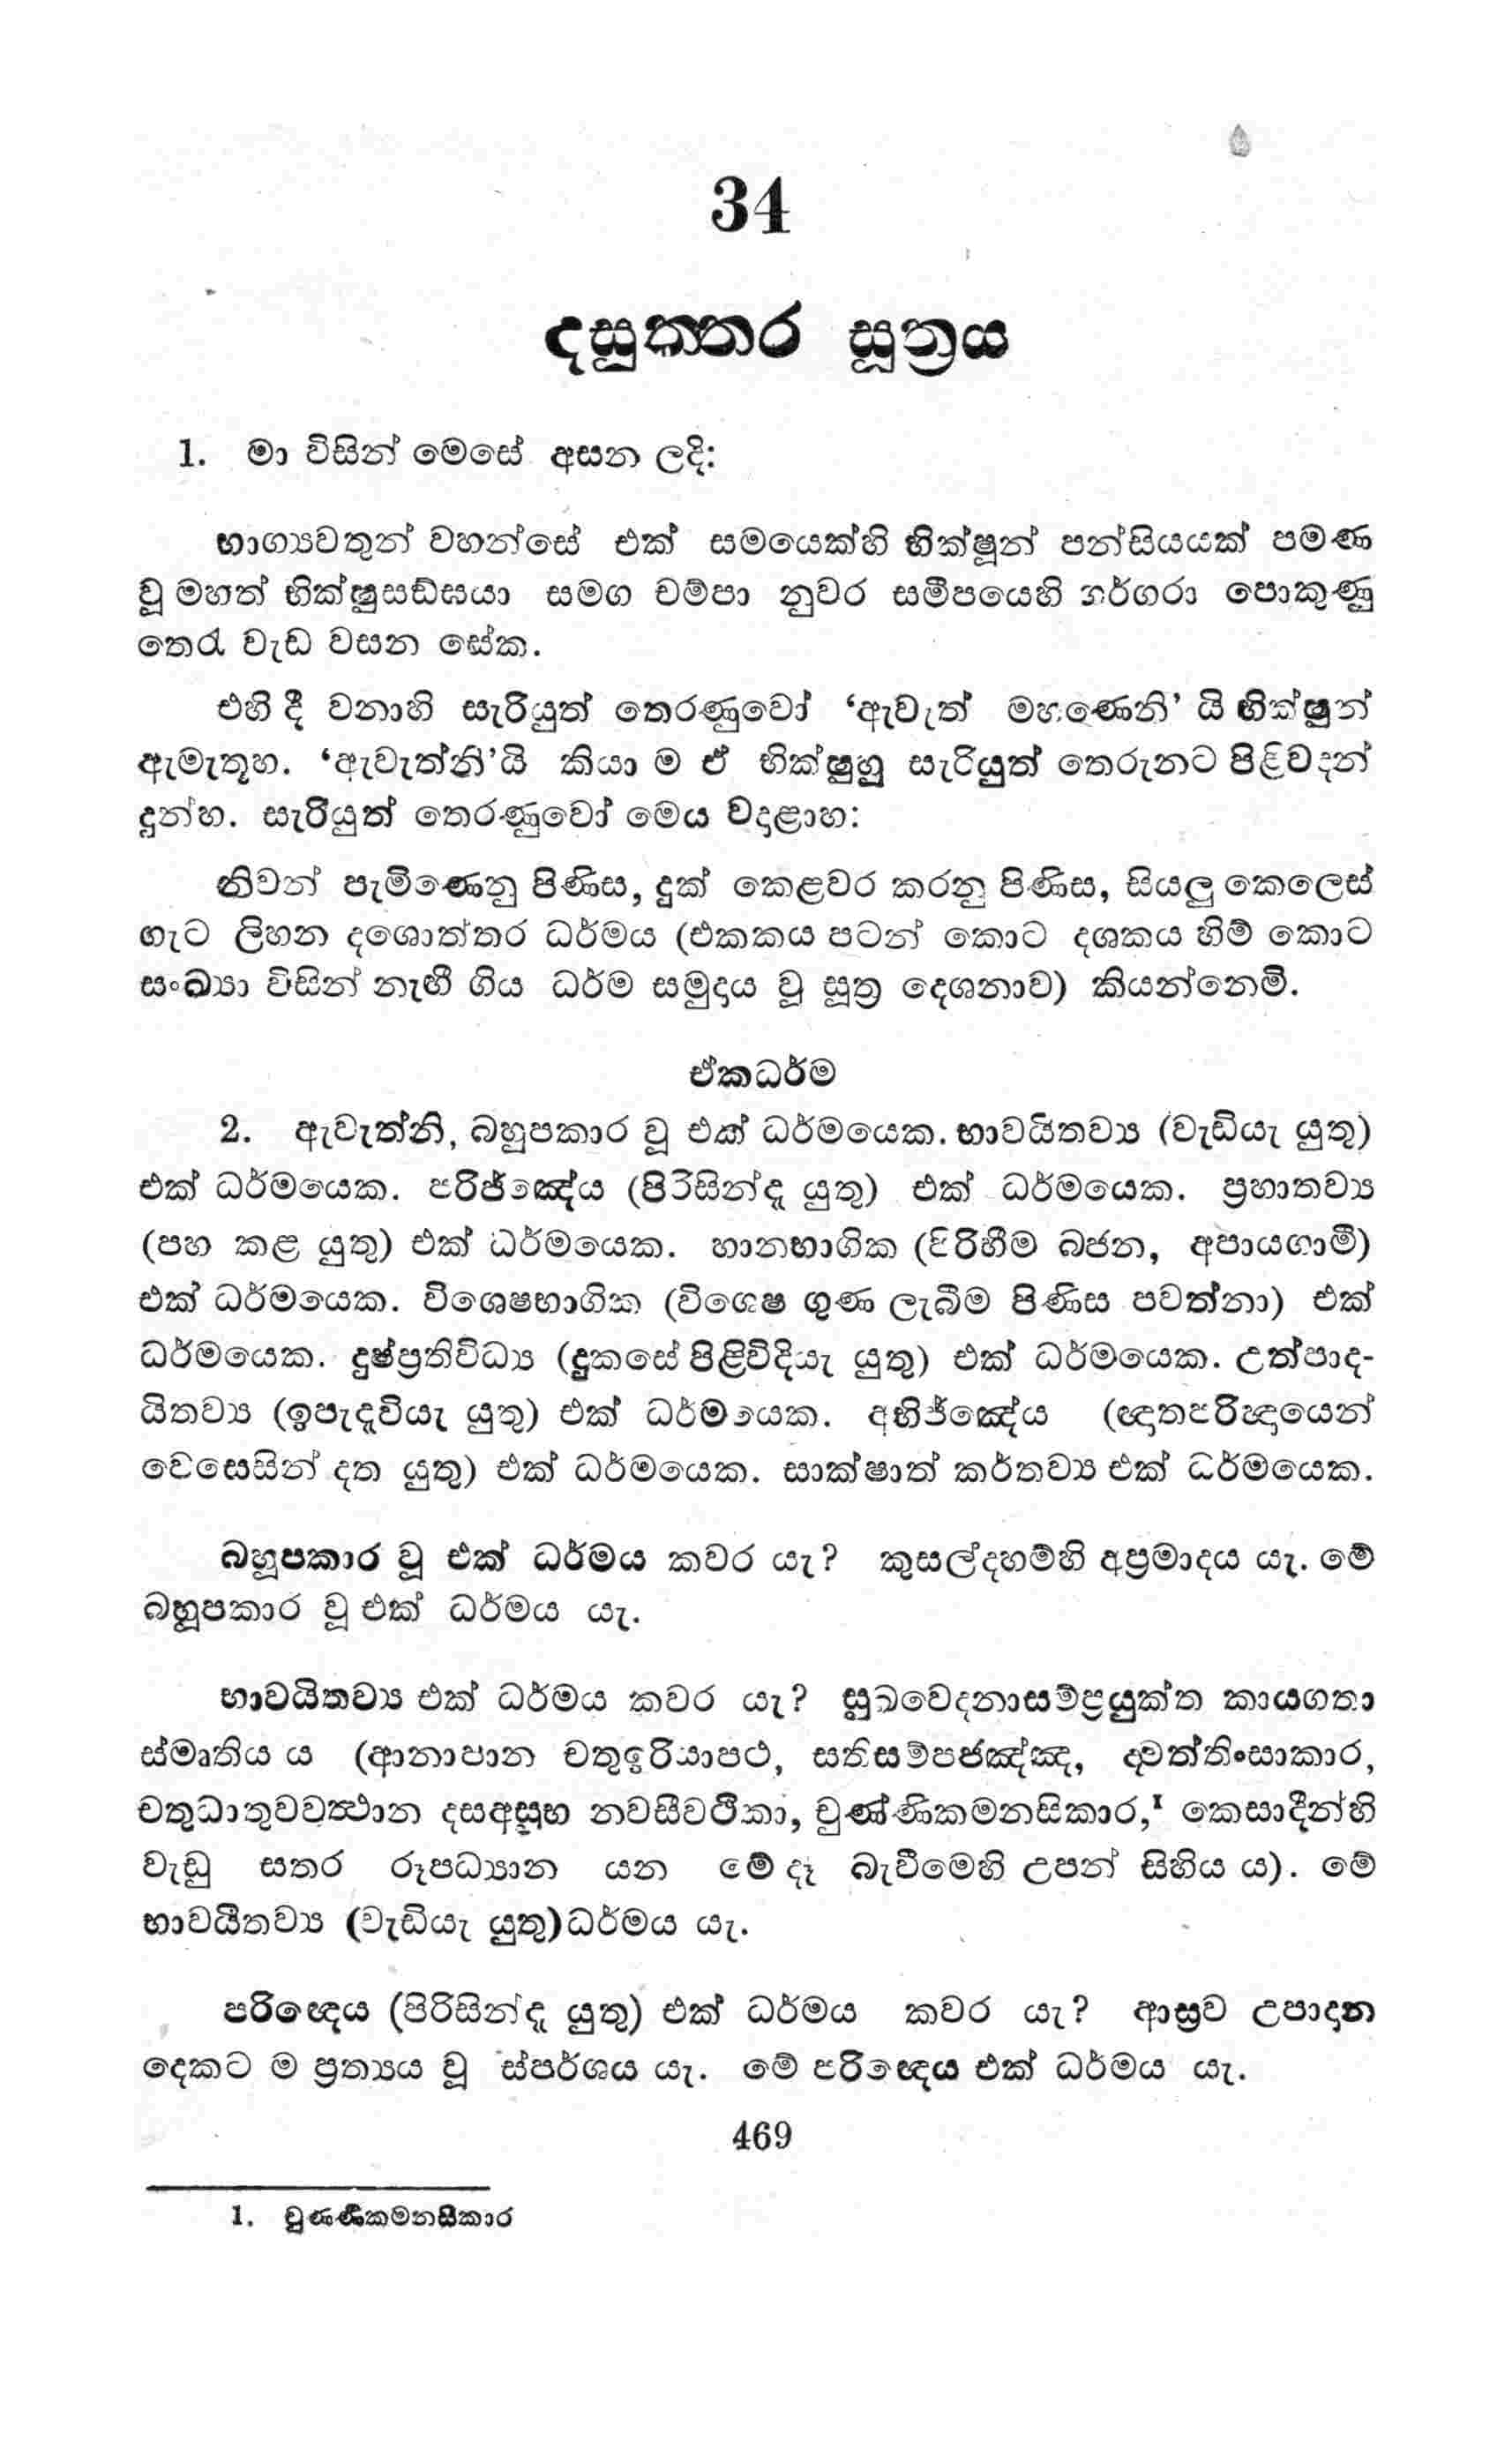 34
දසුත්තර සූත්‍රය
1. මා විසින් මෙසේ අසන ලදි:
භාග්‍යවතුන් වහන්සේ එක් සමයෙක්හි භික්ෂූන් පන්සියයක් පමණ
වූ මහත් භික්ෂුසඞ්ඝයා සමග චම්පා නුවර සමීපයෙහි ගර්ගරා පොකුණු
තෙර වැඩ වසන සේක.
එහි දී වනාහි සැරියුත් තෙරණුවෝ ‘ඇවැත් මහණෙනි’ යි භික්ෂූන්
ඇමැතූහ. ‘ඇවැත්නි’යි කියා ම ඒ භික්ෂුහු සැරියුත් තෙරුනට පිළිවදන්
දුන්හ. සැරියුත් තෙරණුවෝ මෙය වදාළාහ:
නිවන් පැමිණෙනු පිණිස, දුක් කෙළවර කරනු පිණිස, සියලු කෙලෙස්
ගැට ලිහන දශොත්තර ධර්මය (එකකය පටන් කොට දශකය හිම් කොට
සංඛ්‍යා විසින් නැඟී ගිය ධර්ම සමුදාය වූ සූත්‍ර දෙශනාව) කියන්නෙමි.
ඒකධර්ම
2. ඇවැත්නි, බහූපකාර වූ එක් ධර්මයෙක. භාවයිතව්‍ය (වැඩියැ යුතු)
එක් ධර්මයෙක. පරිජ්ඤේය (පිරිසින්දැ යුතු) එක් ධර්මයෙක. ප්‍රහාතව්‍ය
(පහ කළ යුතු) එක් ධර්මයෙක. හානභාගික (පිරිහීම බජන, අපායගාමී)
එක් ධර්මයෙක. විශෙෂභාගික (විශෙෂ ගුණ ලැබීම පිණිස පවත්නා) එක්
ධර්මයෙක. දුෂ්ප්‍රතිවිධ්‍ය (දුකසේ පිළිවිදියැ යුතු) එක් ධර්මයෙක. උත්පාද-
යිතව්‍ය (ඉපැදැවියැ යුතු) එක් ධර්මයෙක. අභිජ්ඤේය (ඥාතපරිඥායෙන්
වෙසෙසින් දත යුතු) එක් ධර්මයෙක. සාක්ෂාත් කර්තව්‍ය එක් ධර්මයෙක.
බහූපකාර වූ එක් ධර්මය කවර යැ? කුසල්දහම්හි අප්‍රමාදය යැ. මේ
බහූපකාර වූ එක් ධර්මය යැ.
භාවයිතව්‍ය එක් ධර්මය කවර යැ? සුඛවෙදනාසම්ප්‍රයුක්ත කායගතා
ස්මෘතිය ය (ආනාපාන චතුඉරියාපථ, සතිසම්පජඤ්ඤ, ද්වත්තිංසාකාර,
චතුධාතුවවත්‍ථාන දසඅසුභ නවසීවථිකා, චුණ්ණිකමනසිකාර,¹ කෙසාදීන්හි
වැඩු සතර රූපධ්‍යාන යන මේ දෑ බැවීමෙහි උපන් සිහිය ය). මේ
භාවයිතව්‍ය (වැඩියැ යුතු)ධර්මය යැ.
පරිඥෙය (පිරිසින්දැ යුතු) එක් ධර්මය කවර යැ? ආස්‍රව උපාදාන
දෙකට ම ප්‍රත්‍යය වූ ස්පර්ශය යැ. මේ පරිඥෙය එක් ධර්මය යැ.
469
1. චුණ්ණිකමනසිකාර